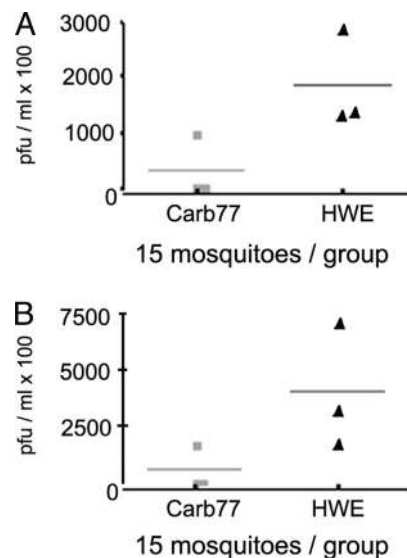 A
pfu / ml x 100
3000
2000
1000
0
Carb77 HWE
15 mosquitoes / group
B
pfu / ml x 100
7500
5000
2500
0
Carb77 HWE
15 mosquitoes / group